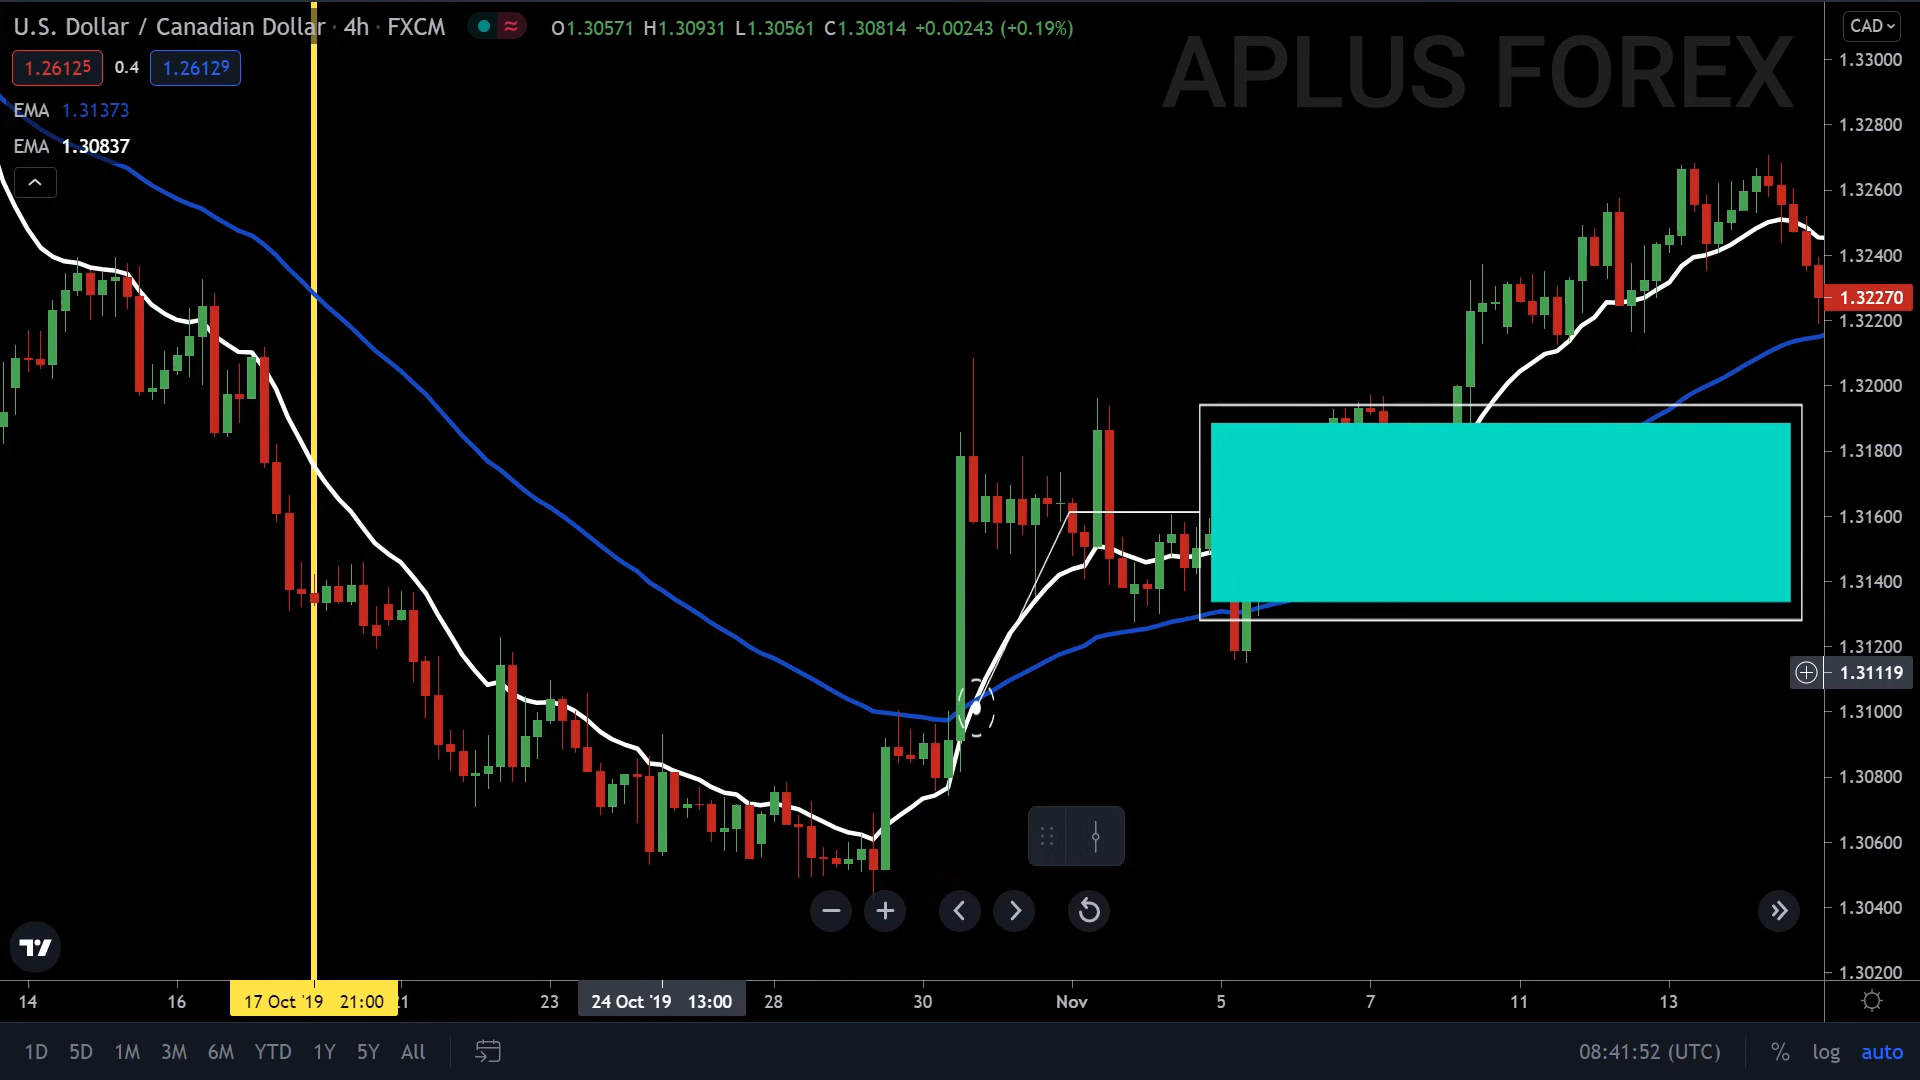 U.S. Dollar / Canadian Dollar · 4h · FXCM
O1.30571 H1.30931 L1.30561 C1.30814 +0.00243 (+0.19%)
CAD
APLUS FOREX
1.26125 0.4 1.26129
EMA 1.31373
EMA 1.30837
1.33000
1.32800
1.32600
1.32400
1.32270
1.32200
1.32000
1.31800
1.31600
1.31400
1.31200
1.31119
1.31000
1.30800
1.30600
1.30400
1.30200
14 16 17 Oct '19 21:00 21 23 24 Oct '19 13:00 28 30 Nov 5 7 11 13
1D 5D 1M 3M 6M YTD 1Y 5Y All 08:41:52 (UTC) % log auto